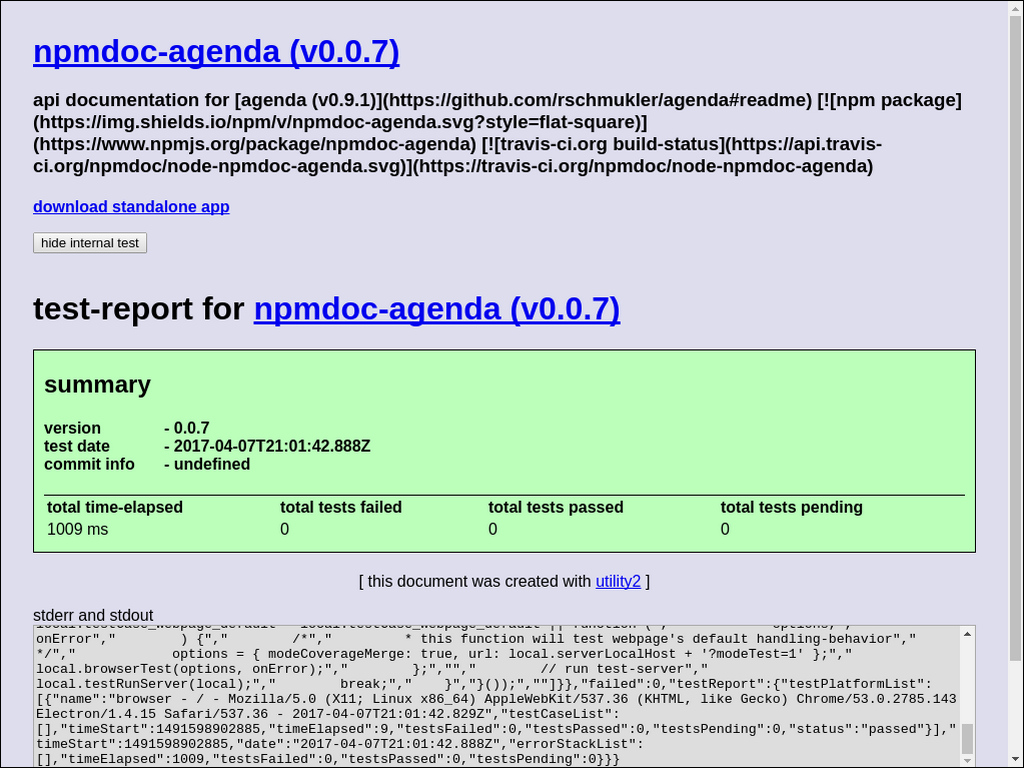 npmdoc-agenda (v0.0.7)
api documentation for [agenda (v0.9.1)](https://github.com/rschmukler/agenda#readme) [![npm package]
(https://img.shields.io/npm/v/npmdoc-agenda.svg?style=flat-square)]
(https://www.npmjs.org/package/npmdoc-agenda) [![travis-ci.org build-status](https://api.travis-
ci.org/npmdoc/node-npmdoc-agenda.svg)](https://travis-ci.org/npmdoc/node-npmdoc-agenda)
download standalone app
hide internal test
test-report for npmdoc-agenda (v0.0.7)
summary
version - 0.0.7
test date - 2017-04-07T21:01:42.888Z
commit info - undefined
total time-elapsed total tests failed total tests passed total tests pending
1009 ms 0 0 0
[ this document was created with utility2 ]
stderr and stdout
onError","        ) {","        /*","         * this function will test webpage's default handling-behavior","
*/","            options = { modeCoverageMerge: true, url: local.serverLocalHost + '?modeTest=1' };","
local.browserTest(options, onError);","        };","","        // run test-server","
local.testRunServer(local);","        break;","    }","}());",""]}},"failed":0,"testReport":{"testPlatformList":
[{"name":"browser - / - Mozilla/5.0 (X11; Linux x86_64) AppleWebKit/537.36 (KHTML, like Gecko) Chrome/53.0.2785.143
Electron/1.4.15 Safari/537.36 - 2017-04-07T21:01:42.829Z","testCaseList":
[],"timeStart":1491598902885,"timeElapsed":9,"testsFailed":0,"testsPassed":0,"testsPending":0,"status":"passed"}],"
timeStart":1491598902885,"date":"2017-04-07T21:01:42.888Z","errorStackList":
[],"timeElapsed":1009,"testsFailed":0,"testsPassed":0,"testsPending":0}}}